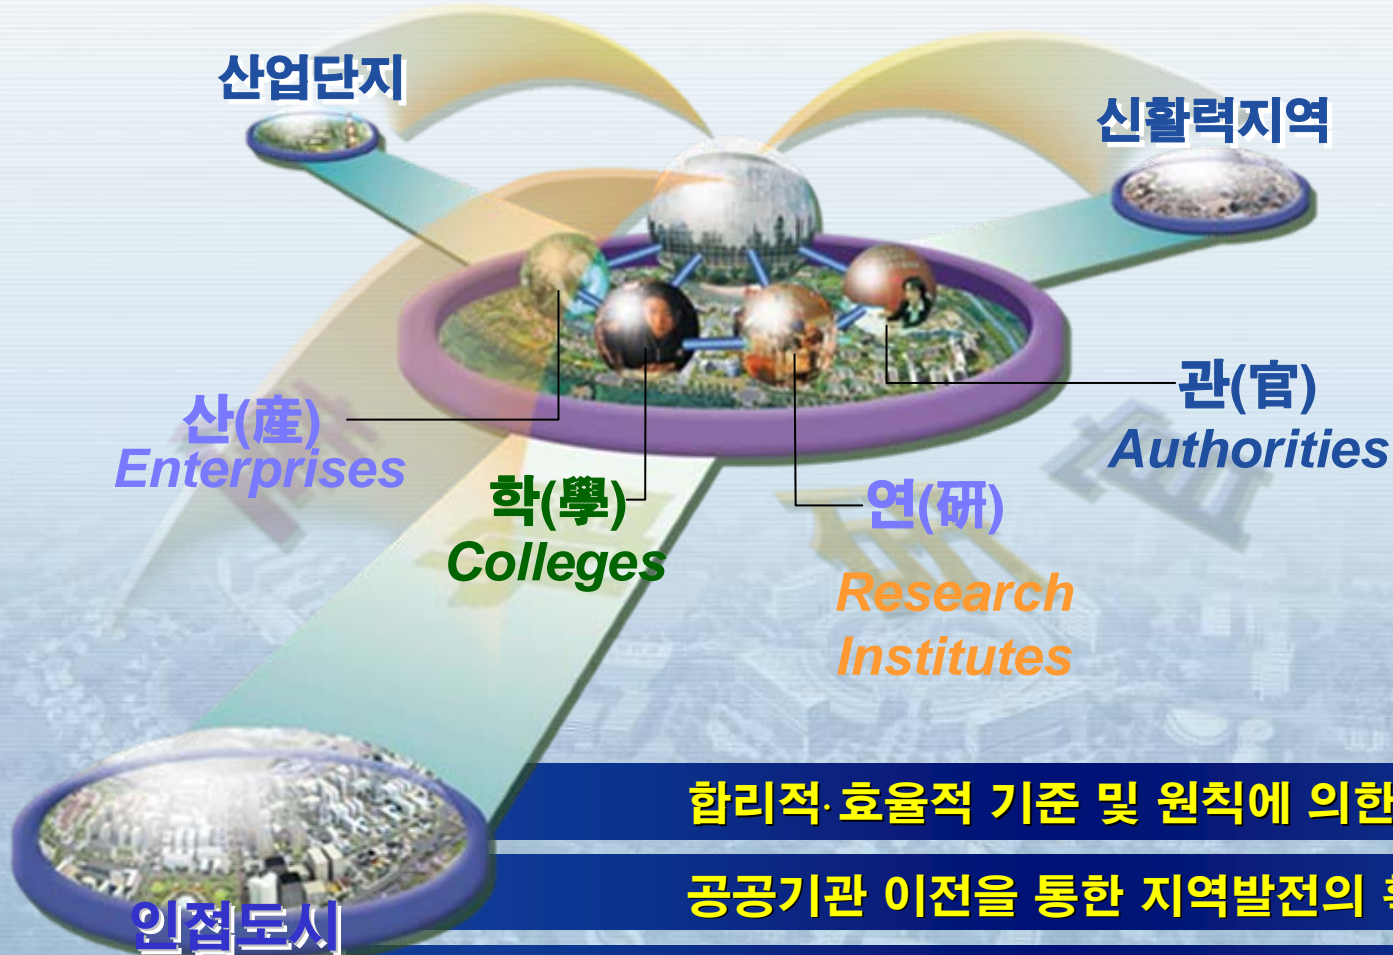 산업단지
신활력지역
산(産)
Enterprises
학(學)
Colleges
연(硏)
Research
Institutes
관(官)
Authorities
인접도시
합리적·효율적 기준 및 원칙에 의한
공공기관 이전을 통한 지역발전의